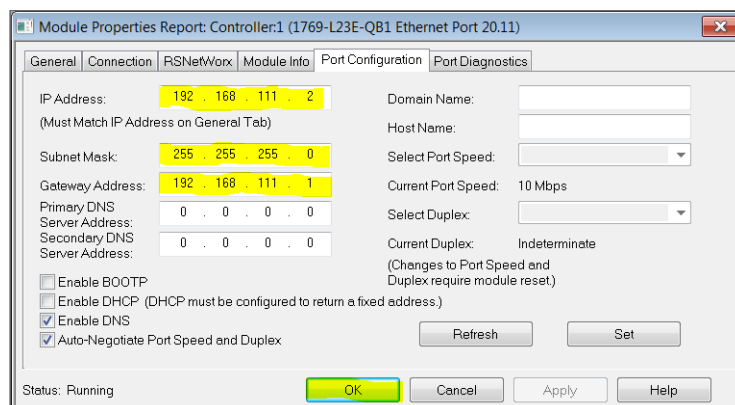 Module Properties Report: Controller:1 (1769-L23E-QB1 Ethernet Port 20.11)
General Connection RSNetWorx Module Info Port Configuration Port Diagnostics
IP Address: 192 . 168 . 111 . 2
(Must Match IP Address on General Tab)
Subnet Mask: 255 . 255 . 255 . 0
Gateway Address: 192 . 168 . 111 . 1
Primary DNS
Server Address: 0 . 0 . 0 . 0
Secondary DNS
Server Address: 0 . 0 . 0 . 0
Enable BOOTP
Enable DHCP (DHCP must be configured to return a fixed address.)
Enable DNS
Auto-Negotiate Port Speed and Duplex
Domain Name:
Host Name:
Select Port Speed:
Current Port Speed: 10 Mbps
Select Duplex:
Current Duplex: Indeterminate
(Changes to Port Speed and
Duplex require module reset.)
Refresh Set
Status: Running OK Cancel Apply Help